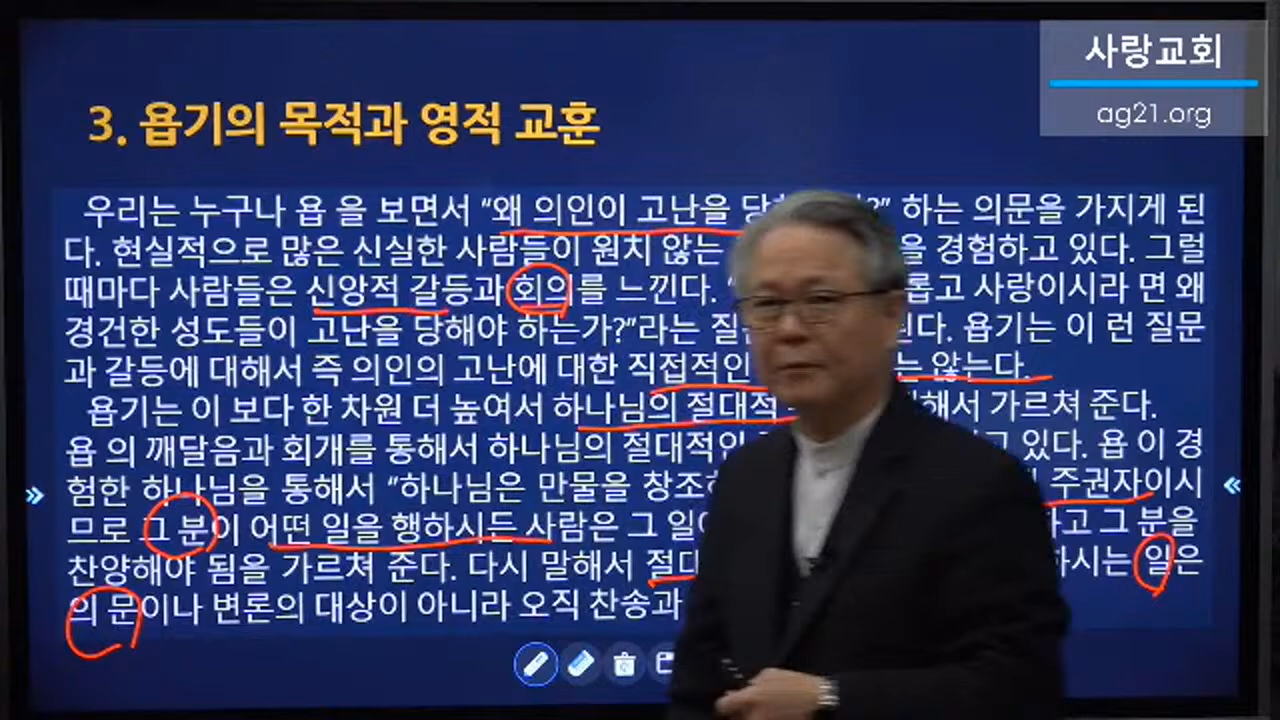 사랑교회
ag21.org
3. 욥기의 목적과 영적 교훈
우리는 누구나 욥 을 보면서 “왜 의인이 고난을 하는 의문을 가지게 된
다. 현실적으로 많은 신실한 사람들이 원치 않는 을 경험하고 있다. 그럴
때마다 사람들은 신앙적 갈등과 회의를 느낀다. 롭고 사랑이시라 면 왜
경건한 성도들이 고난을 당해야 하는가?”라는 된다. 욥기는 이 런 질문
과 갈등에 대해서 즉 의인의 고난에 대한 직접적인 는 않는다.
욥기는 이 보다 한 차원 더 높여서 하나님의 절대적 해서 가르쳐 준다.
욥 의 깨달음과 회개를 통해서 하나님의 절대적인 고 있다. 욥 이 경
험한 하나님을 통해서 “하나님은 만물을 주권자이시
므로 그 분이 어떤 일을 행하시든 사람은 그 하고 그 분을
찬양해야 됨을 가르쳐 준다. 다시 말해서 하시는 일은
의 문이나 변론의 대상이 아니라 오직 찬송과